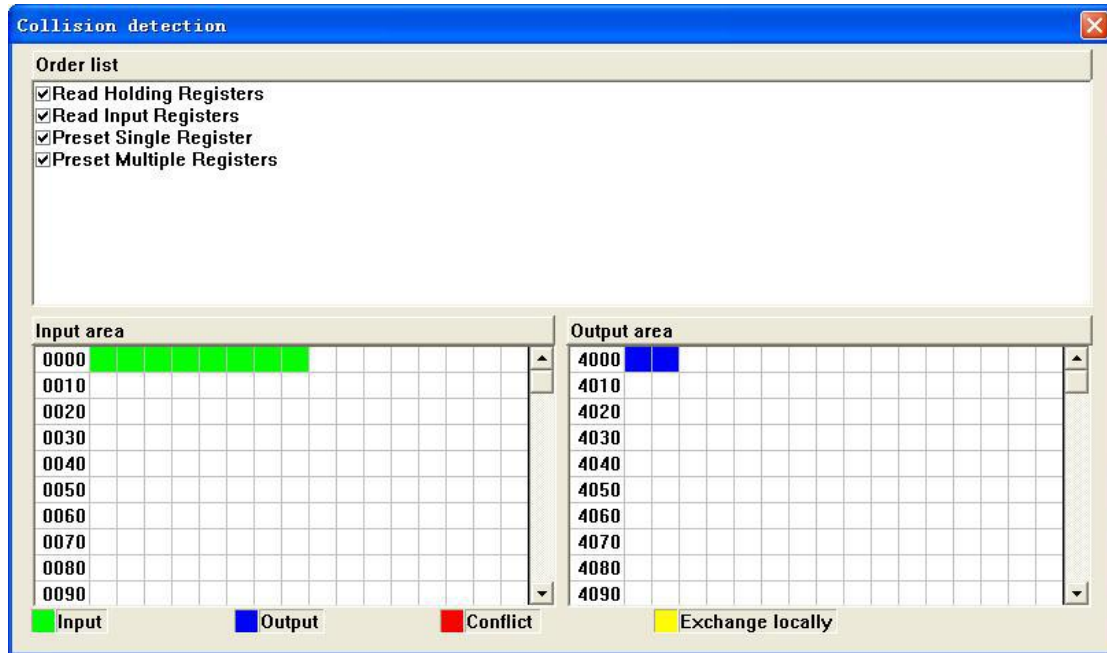 Collision detection
Order list
Read Holding Registers
Read Input Registers
Preset Single Register
Preset Multiple Registers
Input area
0000
0010
0020
0030
0040
0050
0060
0070
0080
0090
Output area
4000
4010
4020
4030
4040
4050
4060
4070
4080
4090
Input Output Conflict Exchange locally